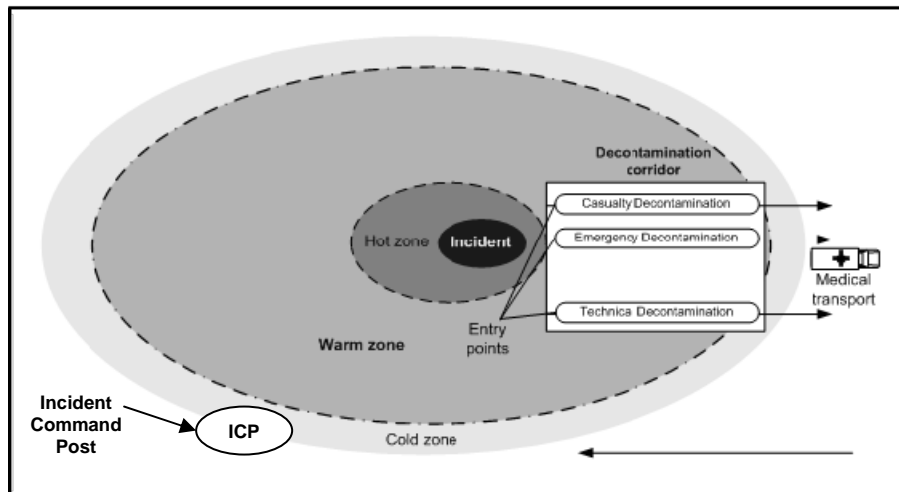 Decontamination
corridor
Casualty Decontamination
Emergency Decontamination
Hot zone
Incident
Medical
transport
Technical Decontamination
Entry
points
Warm zone
Incident
Command
Post
ICP
Cold zone